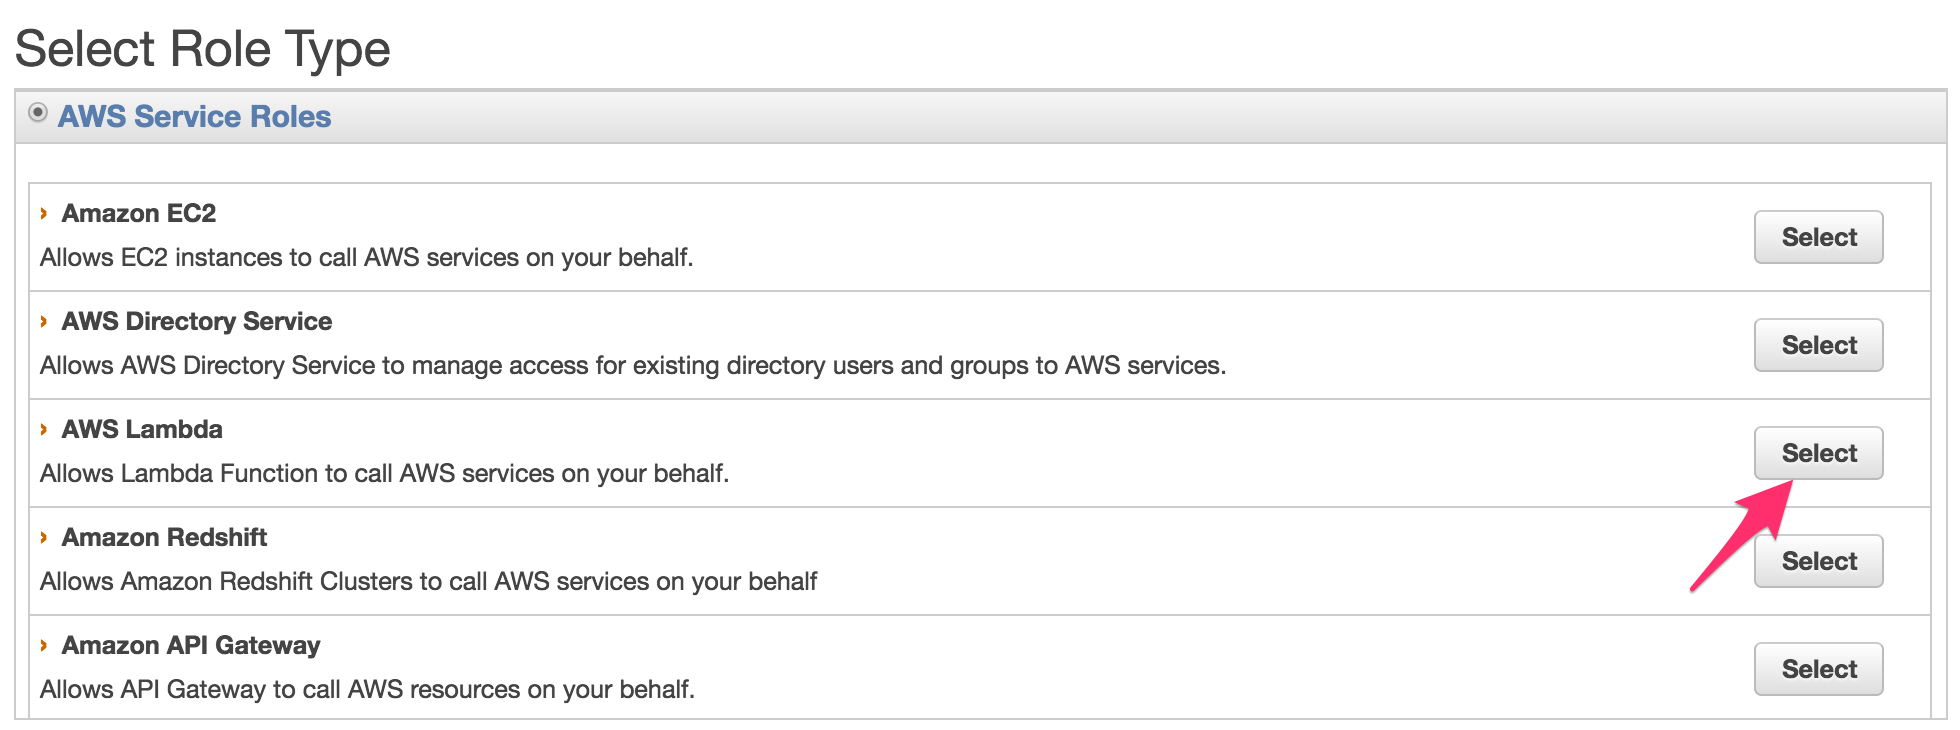 Select Role Type
AWS Service Roles
Amazon EC2
Allows EC2 instances to call AWS services on your behalf.
Select
AWS Directory Service
Allows AWS Directory Service to manage access for existing directory users and groups to AWS services.
Select
AWS Lambda
Allows Lambda Function to call AWS services on your behalf.
Select
Amazon Redshift
Allows Amazon Redshift Clusters to call AWS services on your behalf
Select
Amazon API Gateway
Allows API Gateway to call AWS resources on your behalf.
Select